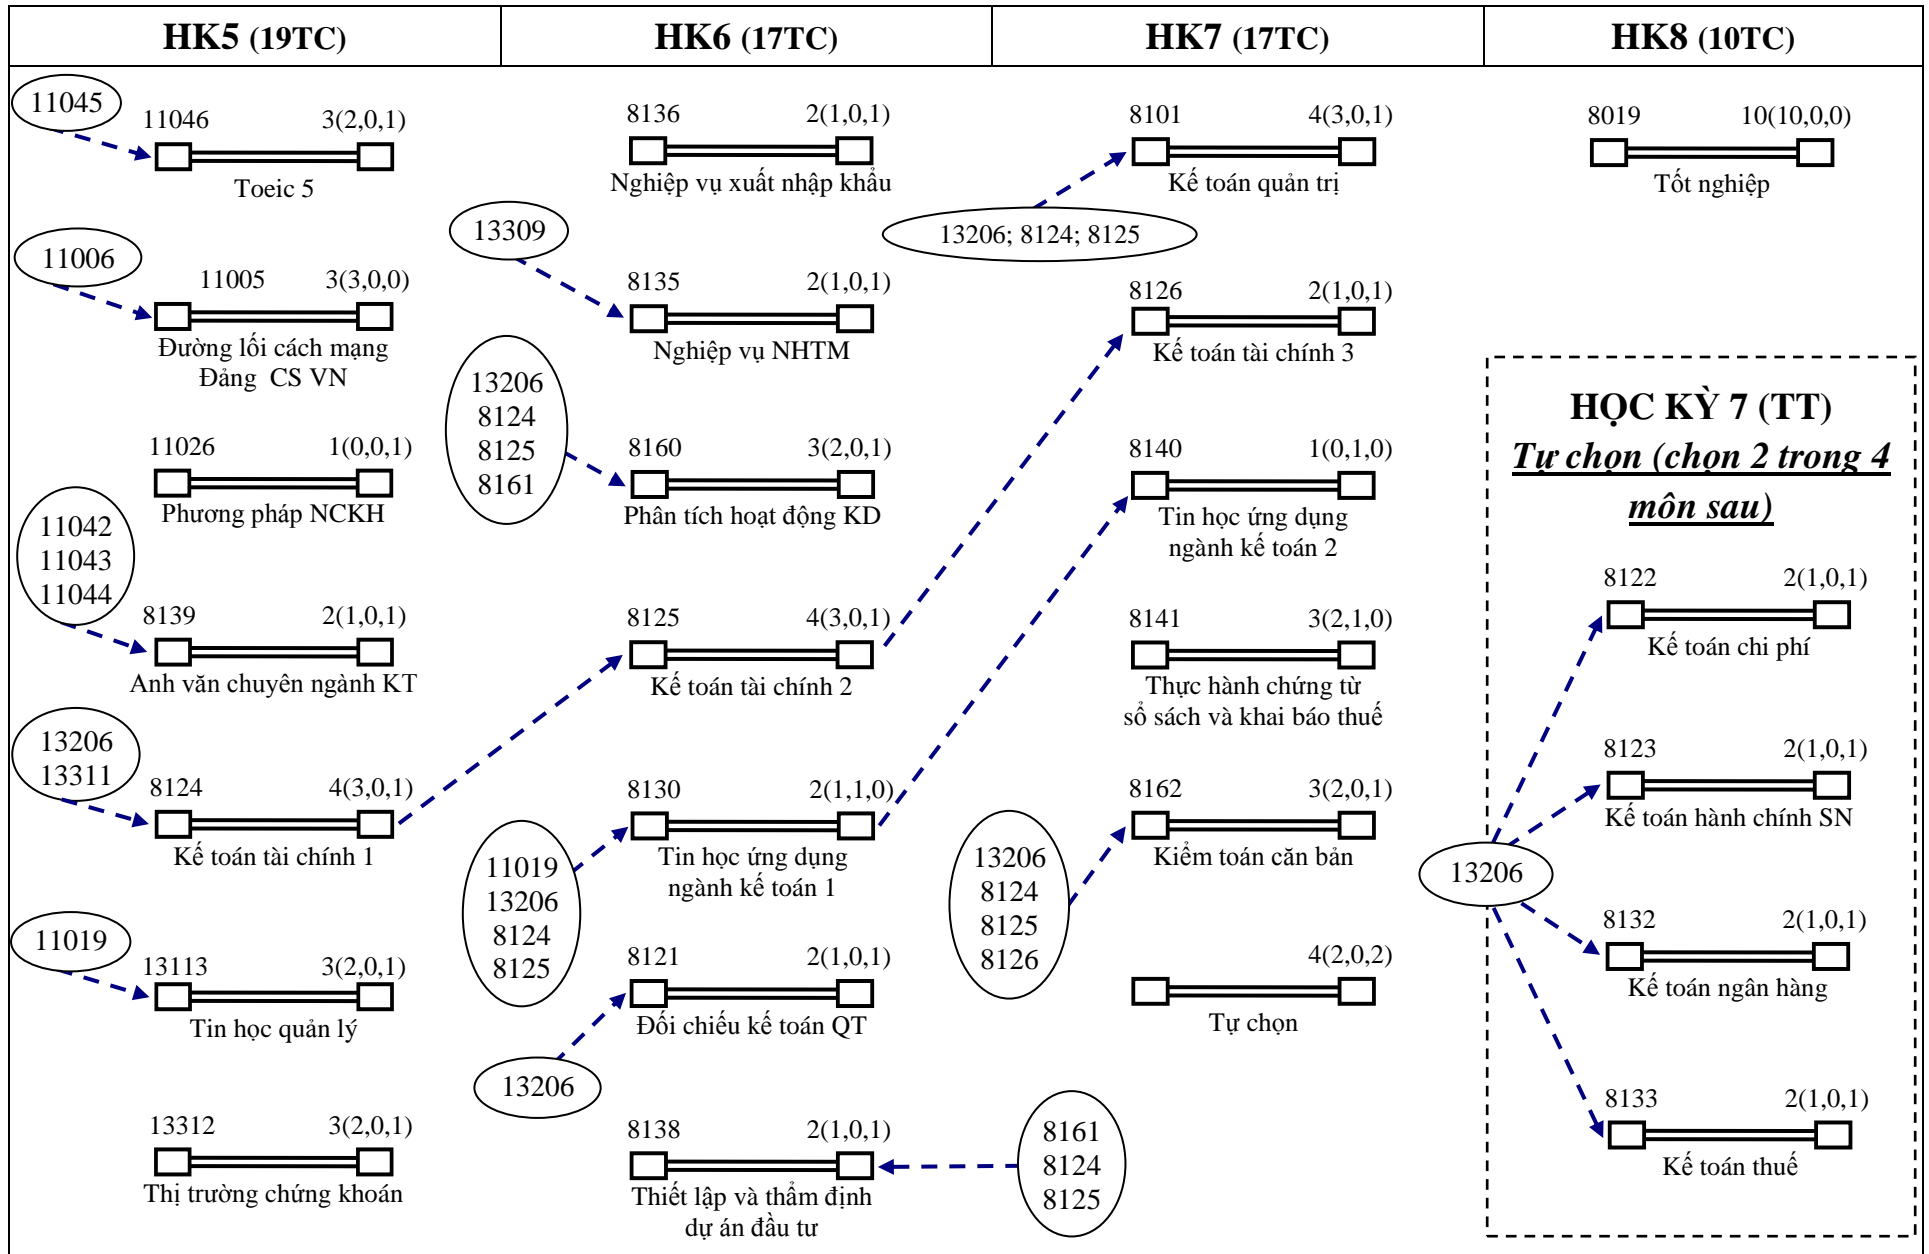 HK5 (19TC)
HK6 (17TC)
HK7 (17TC)
HK8 (10TC)
11045
11046 3(2,0,1)
Toeic 5
11006
11005 3(3,0,0)
Đường lối cách mạng
Đảng CS VN
11026 1(0,0,1)
Phương pháp NCKH
11042
11043
11044
8139 2(1,0,1)
Anh văn chuyên ngành KT
13206
13311
8124 4(3,0,1)
Kế toán tài chính 1
11019
13113 3(2,0,1)
Tin học quản lý
13312 3(2,0,1)
Thị trường chứng khoán
8136 2(1,0,1)
Nghiệp vụ xuất nhập khẩu
13309
8135 2(1,0,1)
Nghiệp vụ NHTM
13206
8124
8125
8161
8160 3(2,0,1)
Phân tích hoạt động KD
8125 4(3,0,1)
Kế toán tài chính 2
8130 2(1,1,0)
11019
13206
8124
8125
Tin học ứng dụng
ngành kế toán 1
8121 2(1,0,1)
Đối chiếu kế toán QT
13206
8138 2(1,0,1)
Thiết lập và thẩm định
dự án đầu tư
8161
8124
8125
8101 4(3,0,1)
Kế toán quản trị
13206; 8124; 8125
8126 2(1,0,1)
Kế toán tài chính 3
8140 1(0,1,0)
Tin học ứng dụng
ngành kế toán 2
8141 3(2,1,0)
Thực hành chứng từ
sổ sách và khai báo thuế
8162 3(2,0,1)
Kiểm toán căn bản
13206
8124
8125
8126
4(2,0,2)
Tự chọn
8019 10(10,0,0)
Tốt nghiệp
HỌC KỲ 7 (TT)
Tự chọn (chọn 2 trong 4
môn sau)
8122 2(1,0,1)
Kế toán chi phí
8123 2(1,0,1)
Kế toán hành chính SN
13206
8132 2(1,0,1)
Kế toán ngân hàng
8133 2(1,0,1)
Kế toán thuế